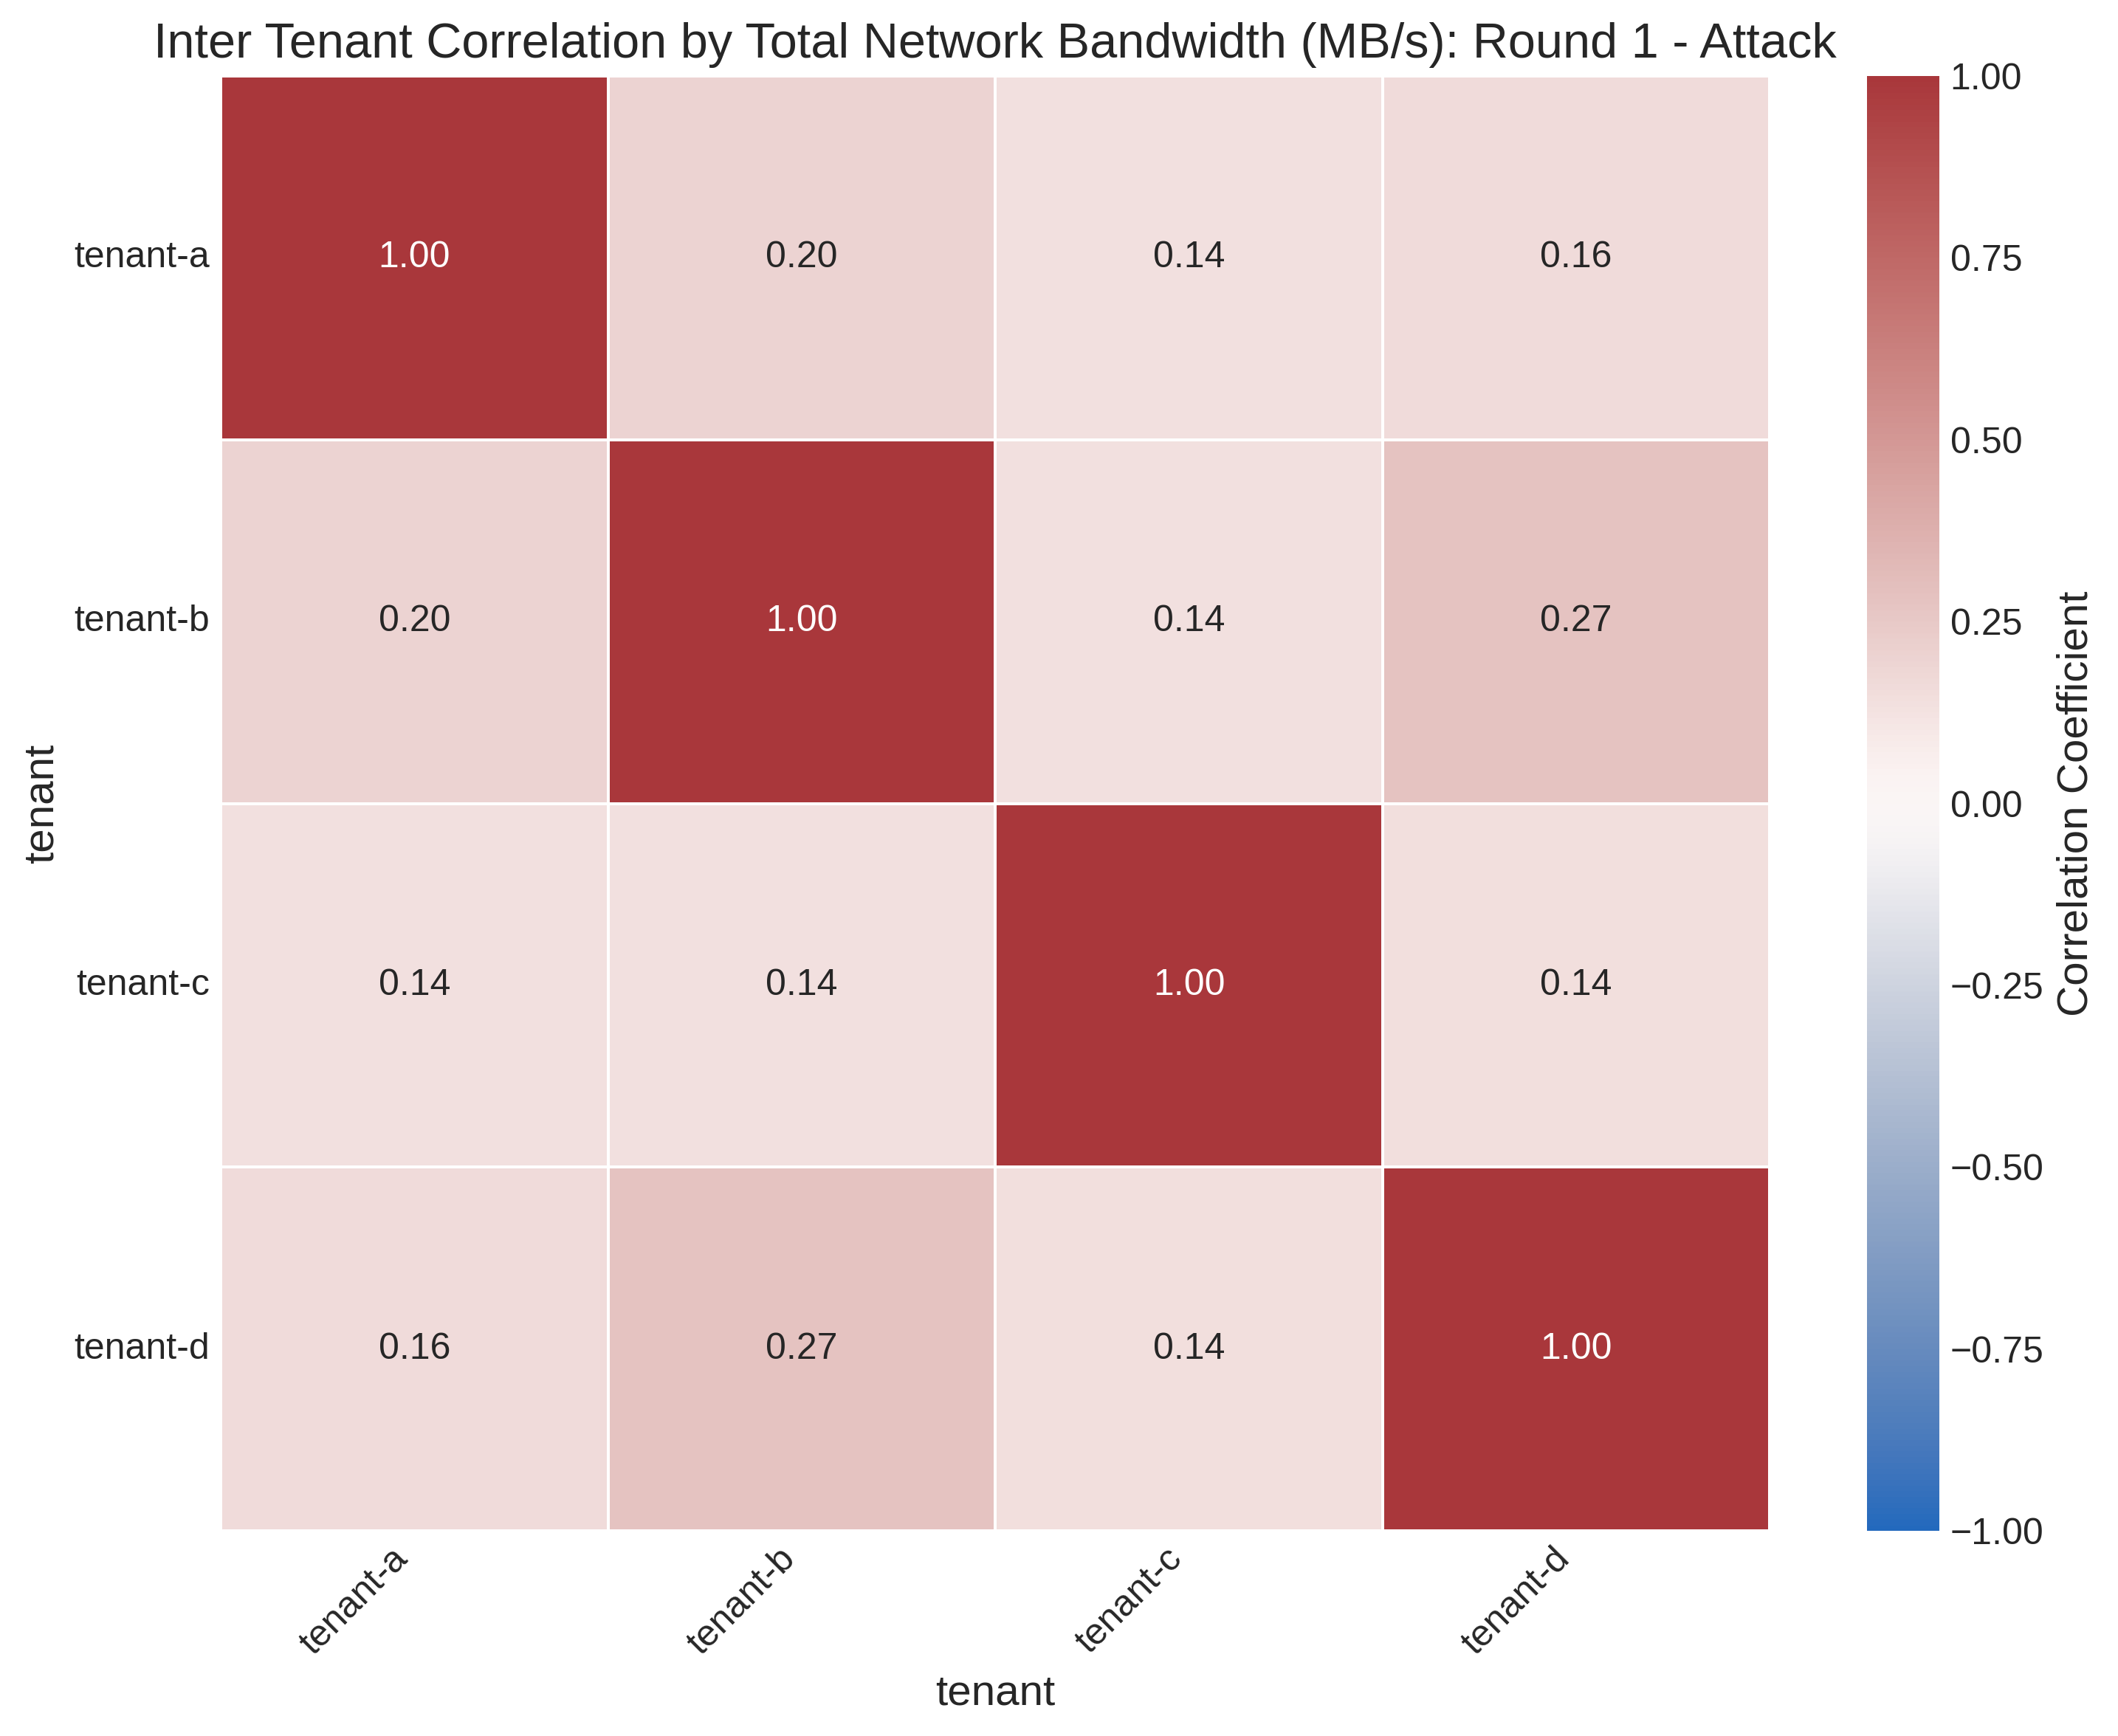 Inter Tenant Correlation by Total Network Bandwidth (MB/s): Round 1 - Attack
tenant
tenant-a
1.00
0.20
0.14
0.16
tenant-b
0.20
1.00
0.14
0.27
tenant-c
0.14
0.14
1.00
0.14
tenant-d
0.16
0.27
0.14
1.00
tenant-a
tenant-b
tenant-c
tenant-d
tenant
1.00
0.75
0.50
0.25
0.00
−0.25
−0.50
−0.75
−1.00
Correlation Coefficient